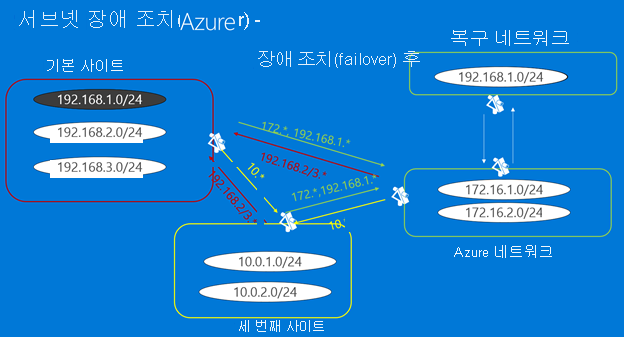 서브넷 장애 조치(Azurer) -
장애 조치(failover) 후
복구 네트워크
기본 사이트
192.168.1.0/24
192.168.2.0/24
192.168.3.0/24
192.168.1.0/24
172.*, 192.168.1.*
192.168.2/3.*
10.*
192.168.2/3.*
172.*,192.168.1.*
10.*
172.16.1.0/24
172.16.2.0/24
Azure 네트워크
10.0.1.0/24
10.0.2.0/24
세 번째 사이트